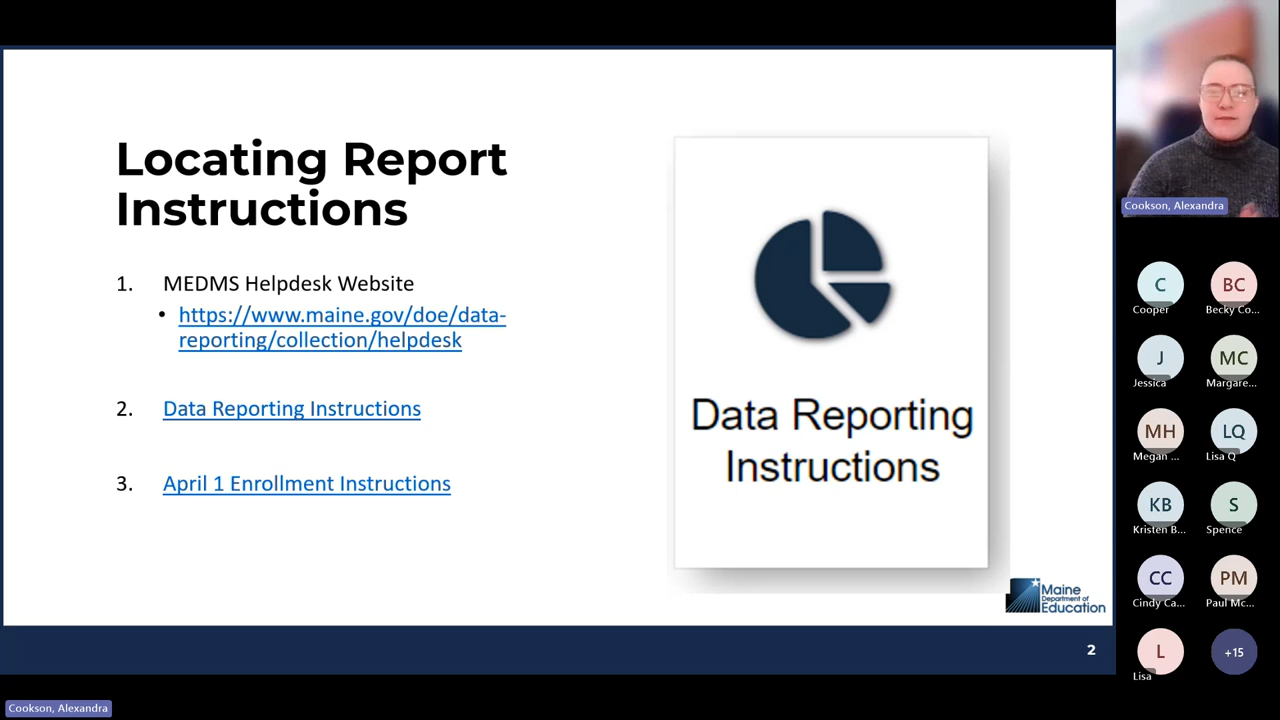 Locating Report
Instructions
1. MEDMS Helpdesk Website
• https://www.maine.gov/doe/data-
reporting/collection/helpdesk
2. Data Reporting Instructions
3. April 1 Enrollment Instructions
Data Reporting
Instructions
Maine
Department of
Education
2
Cookson, Alexandra
C
Cooper
BC
Becky Co...
J
Jessica
MC
Margare...
MH
Megan ...
LQ
Lisa Q
KB
Kristen B...
S
Spence
CC
Cindy Ca...
PM
Paul Mc...
L
Lisa
+15
Cookson, Alexandra